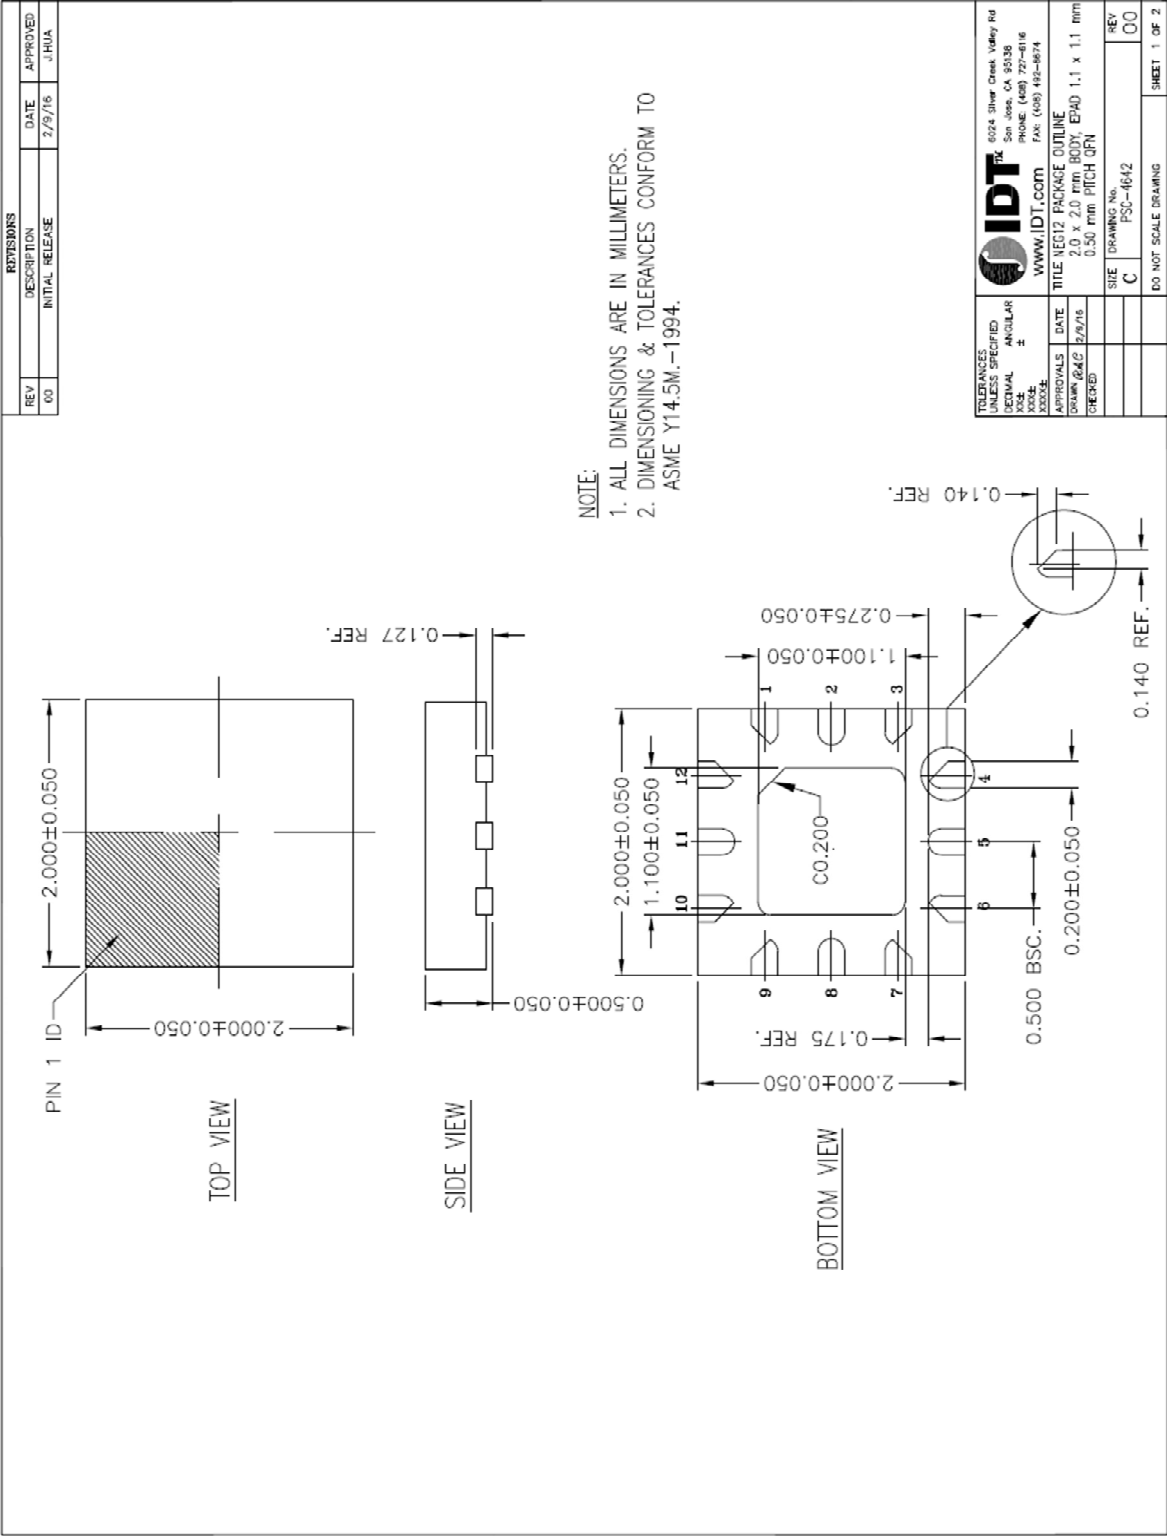 REVISIONS
REV DESCRIPTION DATE APPROVED
00 INITIAL RELEASE 2/9/16 J.HUA
PIN 1 ID
2.000±0.050
2.000±0.050
TOP VIEW
0.127 REF.
0.500±0.050
SIDE VIEW
NOTE:
1. ALL DIMENSIONS ARE IN MILLIMETERS.
2. DIMENSIONING & TOLERANCES CONFORM TO
ASME Y14.5M.-1994.
2.000±0.050
1.100±0.050
0.275±0.050
1.100±0.050
1
2
3
4
5
6
7
8
9
10
11
12
C0.200
0.175 REF.
2.000±0.050
0.500 BSC.
0.200±0.050
0.140 REF.
0.140 REF.
BOTTOM VIEW
TOLERANCES
UNLESS SPECIFIED
DECIMAL ANGULAR
XX± ±
XXX±
XXXX±
APPROVALS DATE
DRAWN RAC 2/9/16
CHECKED
IDT™
www.IDT.com
6024 Silver Creek Valley Rd
San Jose, CA 95138
PHONE: (408) 727-6116
FAX: (408) 492-8674
TITLE NEG12 PACKAGE OUTLINE
2.0 x 2.0 mm BODY, EPAD 1.1 x 1.1 mm
0.50 mm PITCH QFN
SIZE DRAWING No. REV
C PSC-4642 00
DO NOT SCALE DRAWING SHEET 1 OF 2